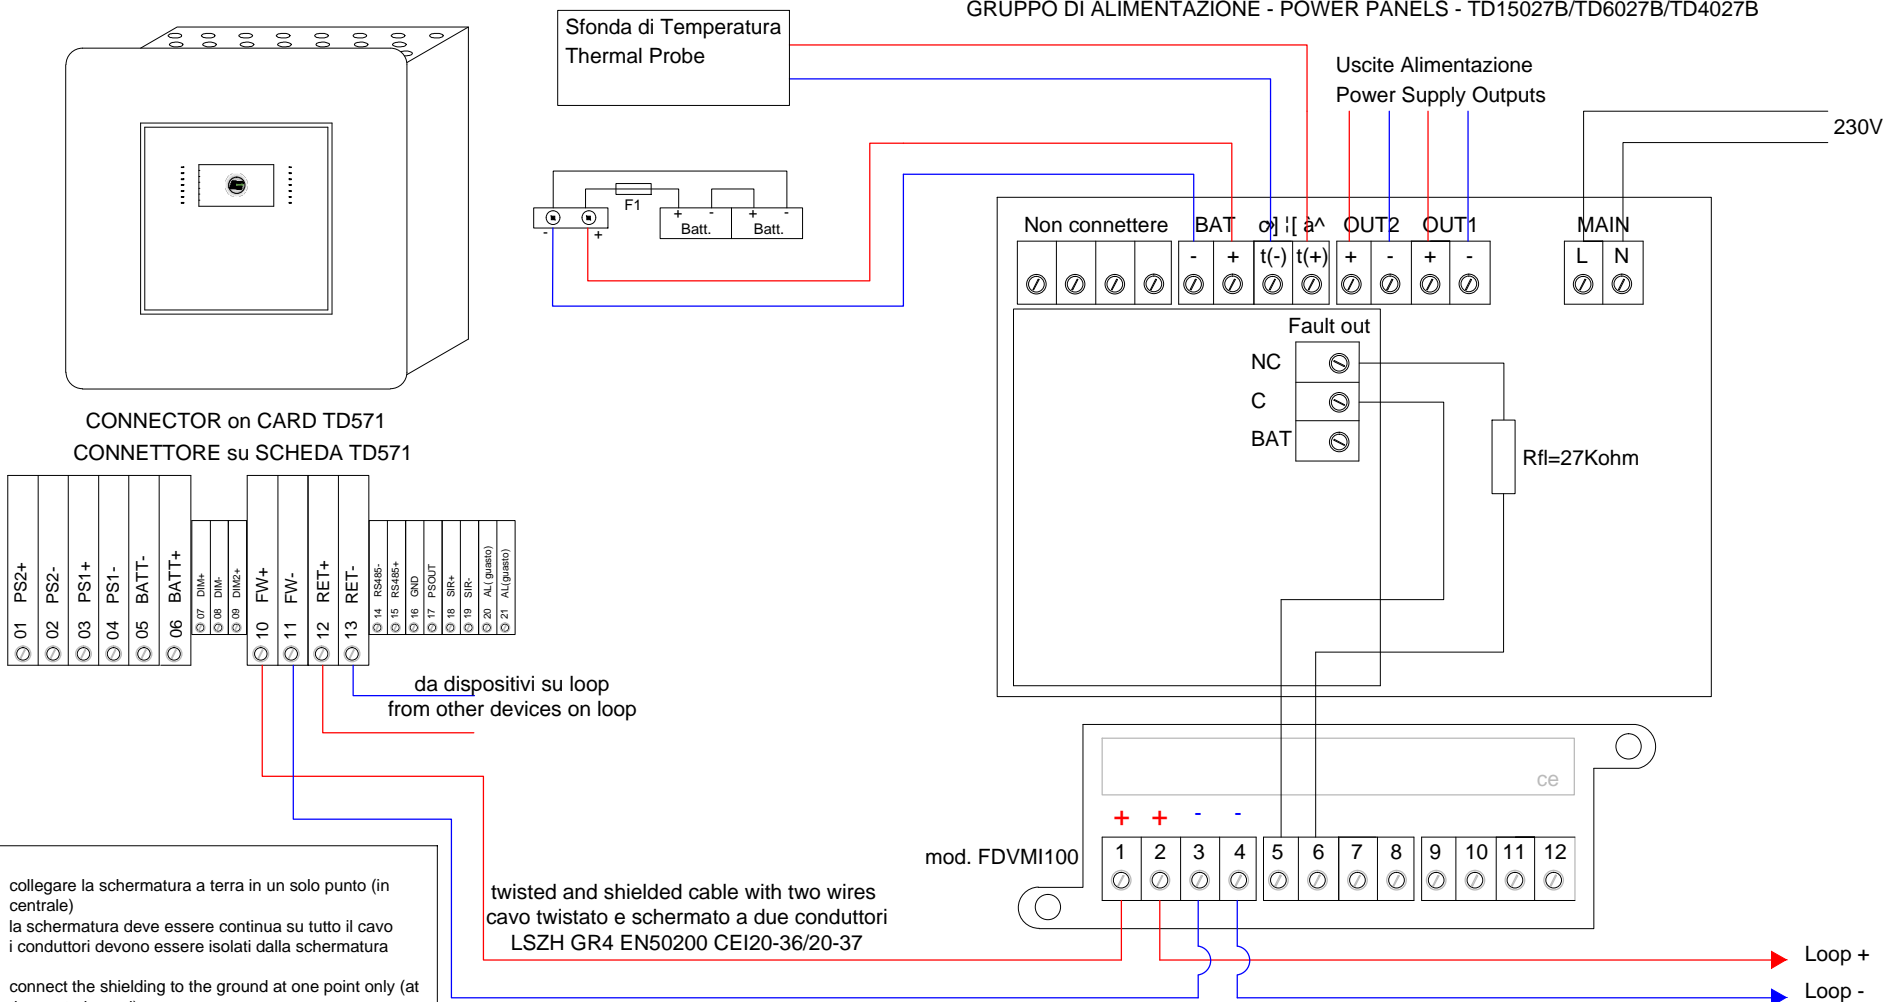 GRUPPO DI ALIMENTAZIONE - POWER PANELS - TD15027B/TD6027B/TD4027B
Sfonda di Temperatura
Thermal Probe
Uscite Alimentazione
Power Supply Outputs
230V
F1
+ - + -
Batt. Batt.
- +
Non connettere BAT OUT2 OUT1 MAIN
- + t(-) t(+) + - + - L N
Fault out
NC
C
BAT
Rfl=27Kohm
CONNECTOR on CARD TD571
CONNETTORE su SCHEDA TD571
01 PS2+
02 PS2-
03 PS1+
04 PS1-
05 BATT-
06 BATT+
07 DIM+
08 DIM-
09 DIM2+
10 FW+
11 FW-
12 RET+
13 RET-
14 RS485-
15 RS485+
16 GND
17 PSOUT
18 SIR+
19 SIR-
20 AL( guasto)
21 AL(guasto)
da dispositivi su loop
from other devices on loop
ce
+ + - -
mod. FDVMI100
1 2 3 4 5 6 7 8 9 10 11 12
twisted and shielded cable with two wires
cavo twistato e schermato a due conduttori
LSZH GR4 EN50200 CEI20-36/20-37
Loop +
Loop -
collegare la schermatura a terra in un solo punto (in
centrale)
la schermatura deve essere continua su tutto il cavo
i conduttori devono essere isolati dalla schermatura
connect the shielding to the ground at one point only (at